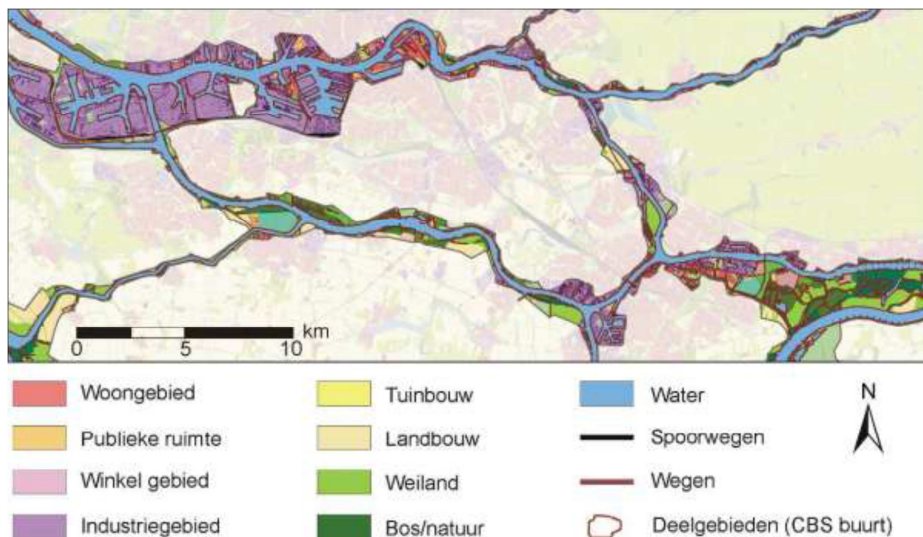 km
0 5 10
Woongebied
Publieke ruimte
Winkel gebied
Industriegebied
Tuinbouw
Landbouw
Weiland
Bos/natuur
Water
Spoorwegen
Wegen
Deelgebieden (CBS buurt)
N